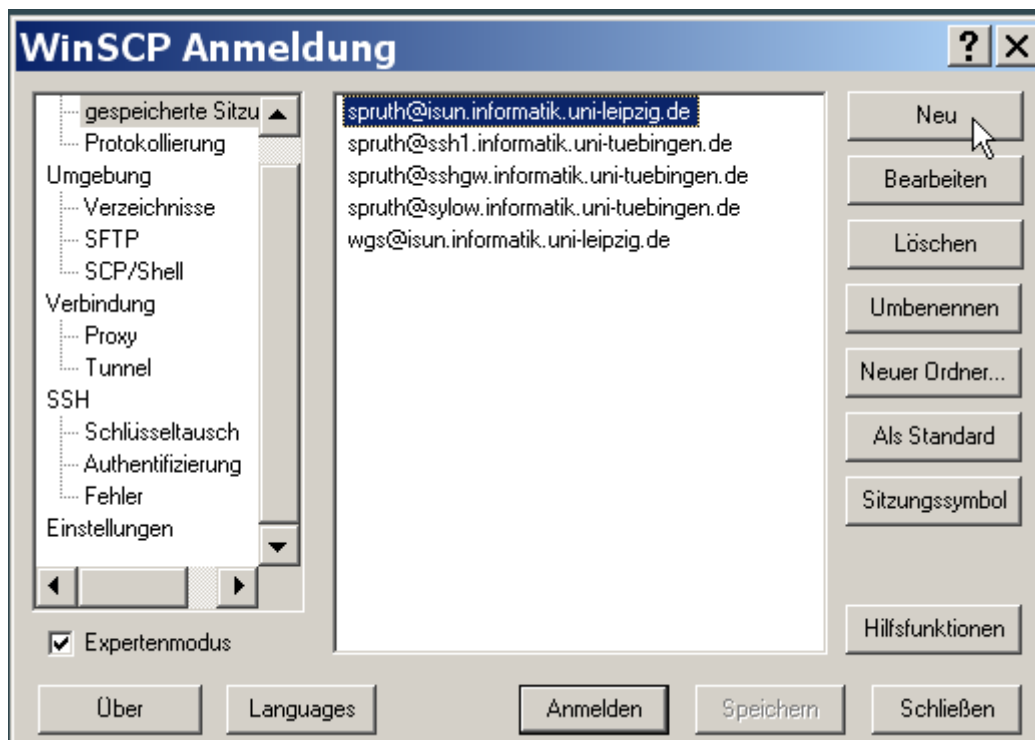 WinSCP Anmeldung
gespeicherte Sitzu
Protokollierung
Umgebung
Verzeichnisse
SFTP
SCP/Shell
Verbindung
Proxy
Tunnel
SSH
Schlüsseltausch
Authentifizierung
Fehler
Einstellungen
Expertenmodus
spruth@isun.informatik.uni-leipzig.de
spruth@ssh1.informatik.uni-tuebingen.de
spruth@sshgw.informatik.uni-tuebingen.de
spruth@sylow.informatik.uni-tuebingen.de
wgs@isun.informatik.uni-leipzig.de
Neu
Bearbeiten
Löschen
Umbenennen
Neuer Ordner...
Als Standard
Sitzungssymbol
Hilfsfunktionen
Über
Languages
Anmelden
Speichern
Schließen